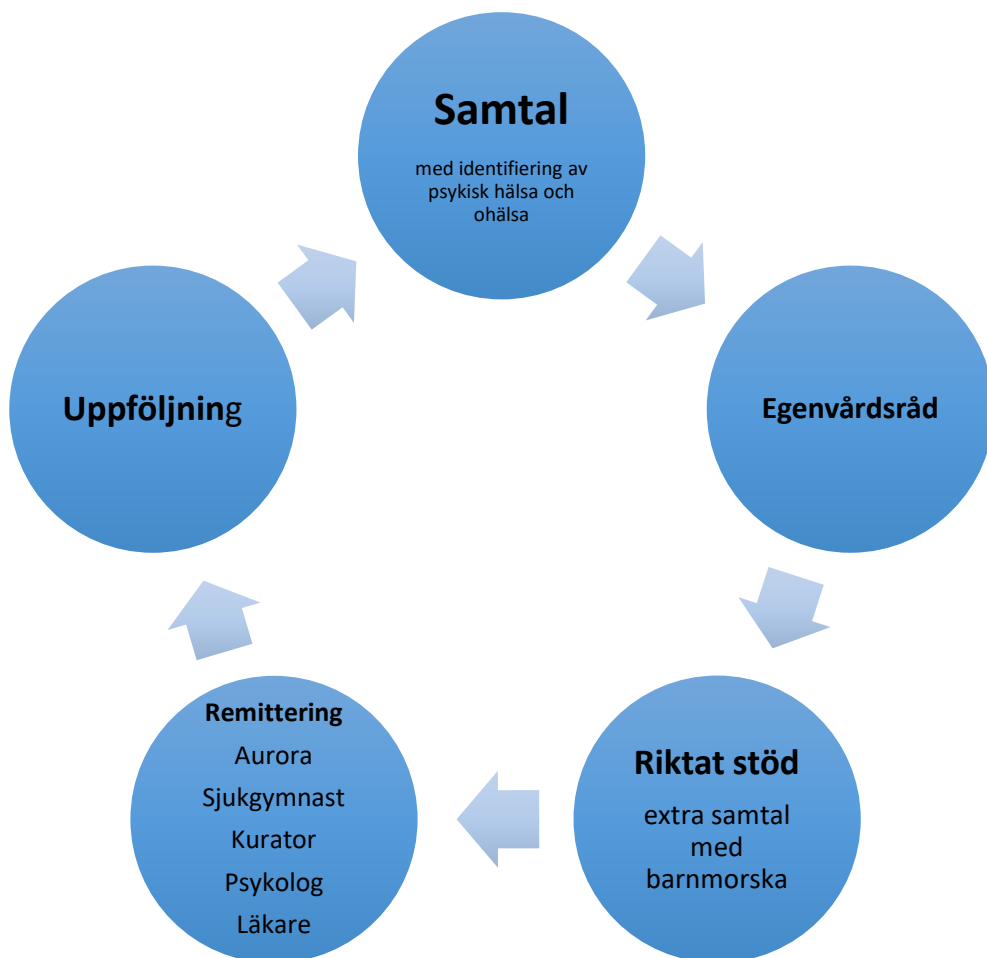 Samtal
med identifiering av
psykisk hälsa och
ohälsa
Egenvårdsråd
Riktat stöd
extra samtal
med
barnmorska
Remittering
Aurora
Sjukgymnast
Kurator
Psykolog
Läkare
Uppföljning